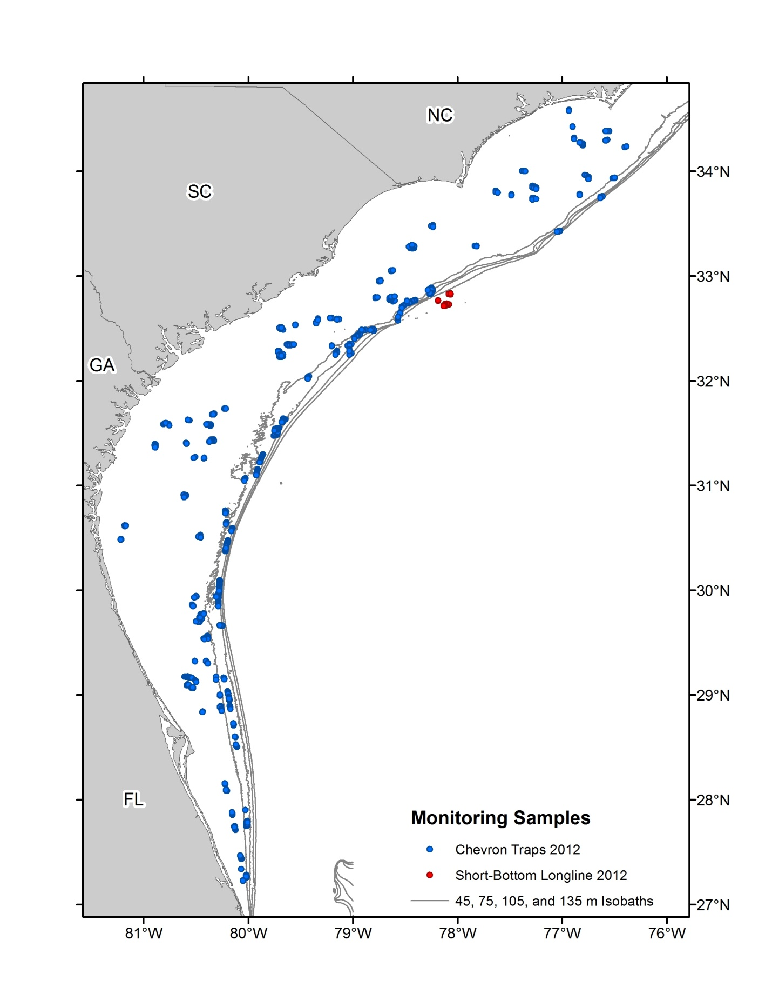 NC
34°N
SC
33°N
GA
32°N
31°N
30°N
29°N
FL
28°N
Monitoring Samples
Chevron Traps 2012
Short-Bottom Longline 2012
45, 75, 105, and 135 m Isobaths
27°N
81°W 80°W 79°W 78°W 77°W 76°W